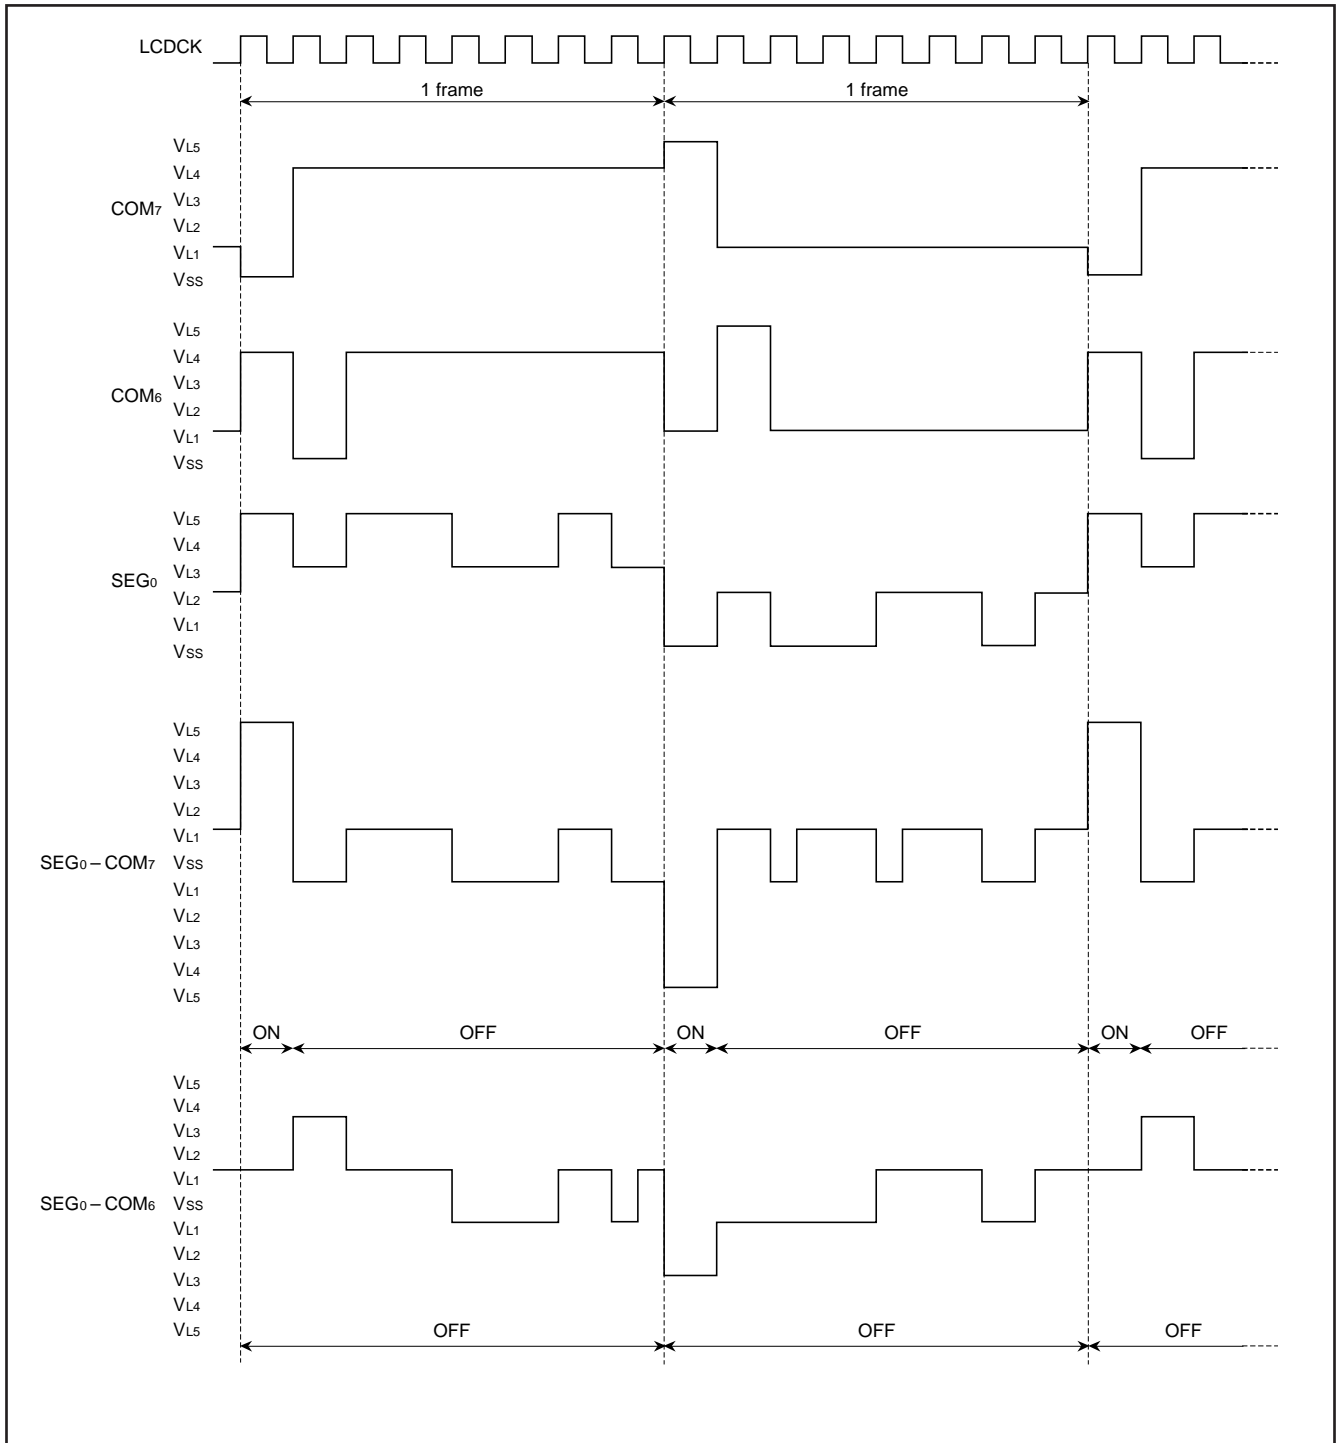 LCDCK
1 frame 1 frame
VL5
VL4
VL3
COM7
VL2
VL1
VSS
VL5
VL4
VL3
COM6
VL2
VL1
VSS
VL5
VL4
VL3
SEG0
VL2
VL1
VSS
VL5
VL4
VL3
VL2
VL1
SEG0–COM7 VSS
VL1
VL2
VL3
VL4
VL5
ON OFF ON OFF ON OFF
VL5
VL4
VL3
VL2
VL1
SEG0–COM6 VSS
VL1
VL2
VL3
VL4
VL5
OFF OFF OFF